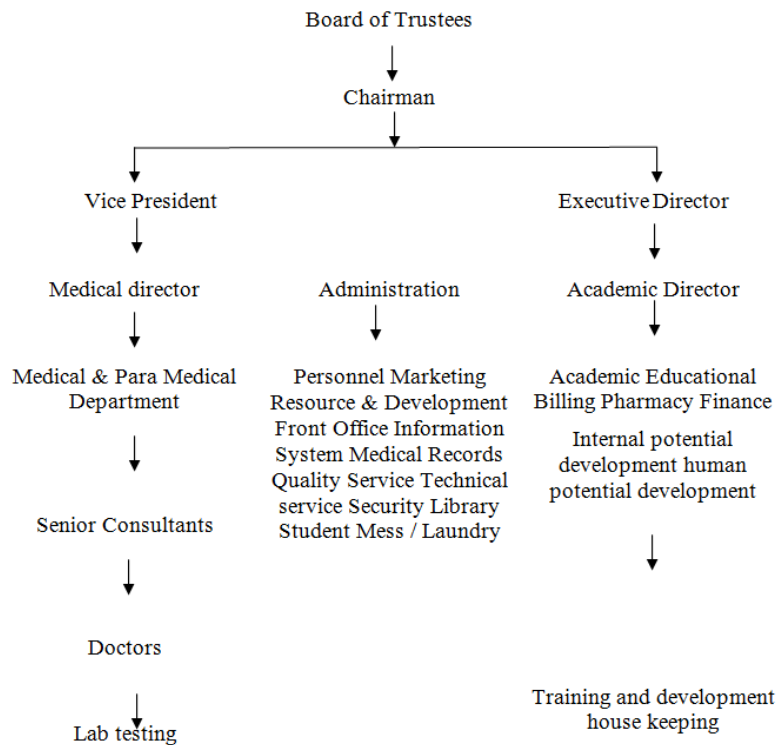 Board of Trustees
Chairman
Vice President
Executive Director
Medical director
Administration
Academic Director
Medical & Para Medical
Department
Personnel Marketing
Resource & Development
Front Office Information
System Medical Records
Quality Service Technical
service Security Library
Student Mess / Laundry
Academic Educational
Billing Pharmacy Finance
Internal potential
development human
potential development
Senior Consultants
Doctors
Lab testing
Training and development
house keeping